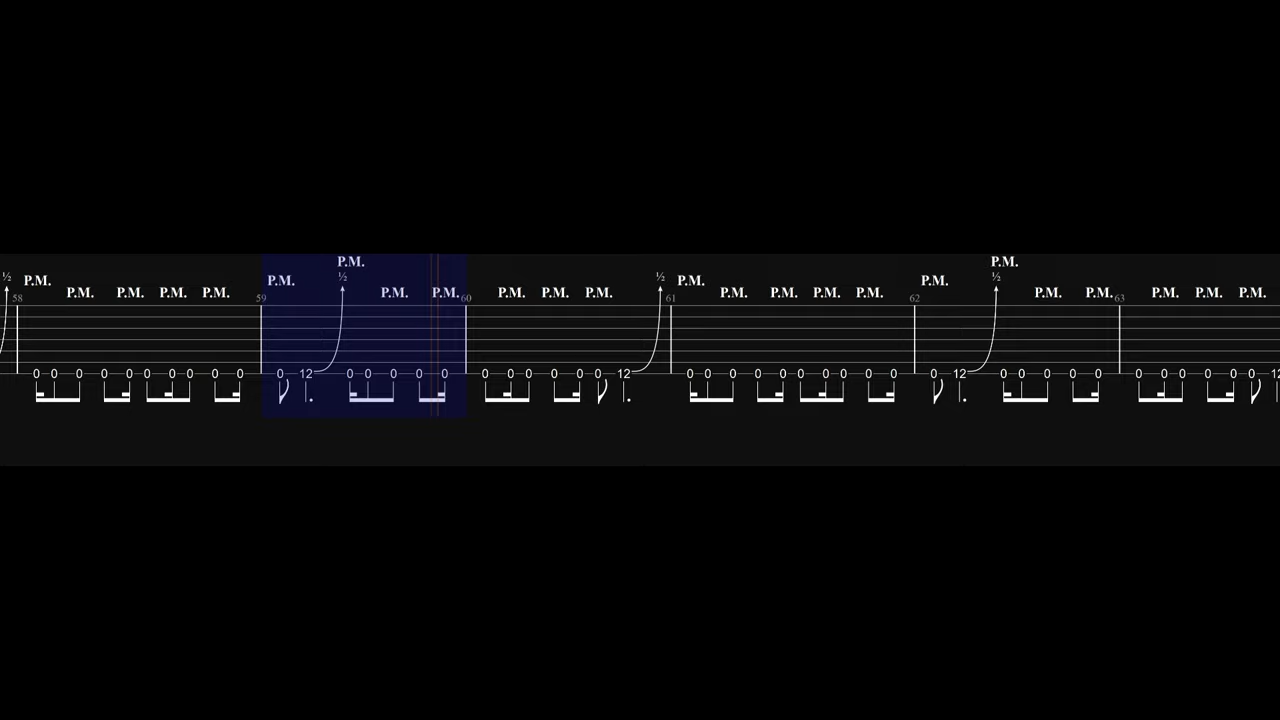 P.M. P.M.
½ P.M. P.M. ½ ½ P.M. P.M. ½
P.M. P.M. P.M. P.M. P.M. P.M. P.M. P.M. P.M. P.M. P.M. P.M. P.M. P.M. P.M. P.M. P.M. P.M.
58 59 60 61 62 63
0 0 0 0 0 0 0 0 0 0 0 12 0 0 0 0 0 0 0 0 0 0 0 12 0 0 0 0 0 0 0 0 0 0 0 12 0 0 0 0 0 0 0 0 0 0 0 12